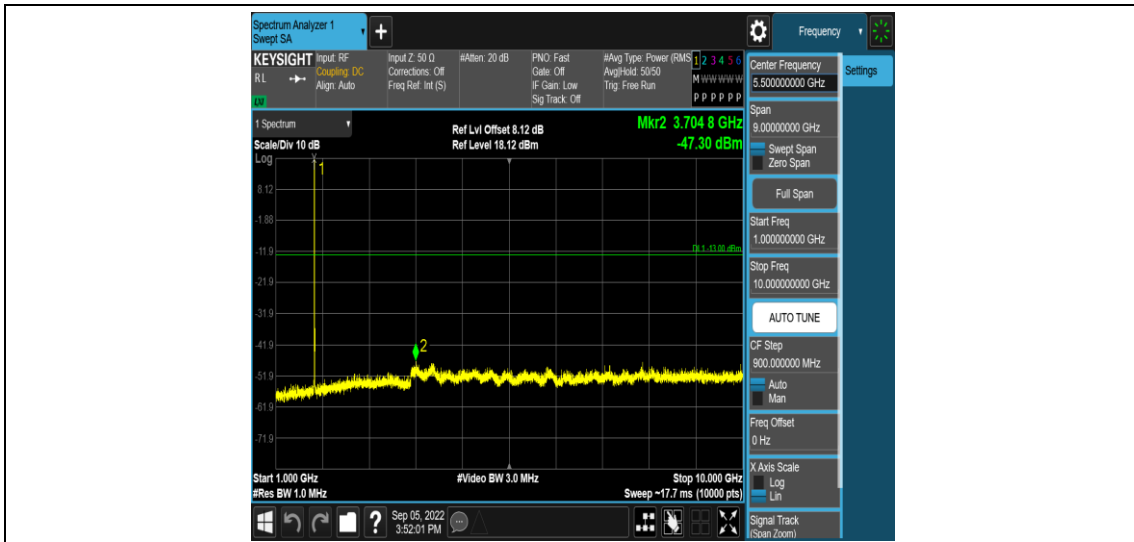 Spectrum Analyzer 1
Swept SA
+
Frequency
KEYSIGHT
RL
LXI
Input: RF
Coupling: DC
Align: Auto
Input Z: 50 Ω
Corrections: Off
Freq Ref: Int (S)
#Atten: 20 dB
PNO: Fast
Gate: Off
IF Gain: Low
Sig Track: Off
#Avg Type: Power (RMS
Avg|Hold: 50/50
Trig: Free Run
1 2 3 4 5 6
M W W W W W
P P P P P P
1 Spectrum
Scale/Div 10 dB
Log
Ref Lvl Offset 8.12 dB
Ref Level 18.12 dBm
Mkr2 3.704 8 GHz
-47.30 dBm
1
8.12
-1.88
-11.9
DL1 -13.00 dBm
-21.9
-31.9
-41.9
2
-51.9
-61.9
-71.9
Start 1.000 GHz
#Res BW 1.0 MHz
#Video BW 3.0 MHz
Stop 10.000 GHz
Sweep ~17.7 ms (10000 pts)
?
Sep 05, 2022
3:52:01 PM
Center Frequency
5.500000000 GHz
Settings
Span
9.00000000 GHz
Swept Span
Zero Span
Full Span
Start Freq
1.000000000 GHz
Stop Freq
10.000000000 GHz
AUTO TUNE
CF Step
900.000000 MHz
Auto
Man
Freq Offset
0 Hz
X Axis Scale
Log
Lin
Signal Track
(Span Zoom)